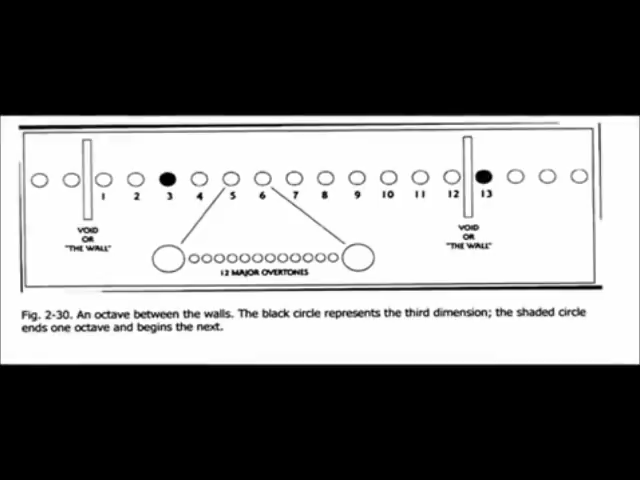 1 2 3 4 5 6 7 8 9 10 11 12 13
VOID
OR
"THE WALL"
VOID
OR
"THE WALL"
12 MAJOR OVERTONES
Fig. 2-30. An octave between the walls. The black circle represents the third dimension; the shaded circle
ends one octave and begins the next.